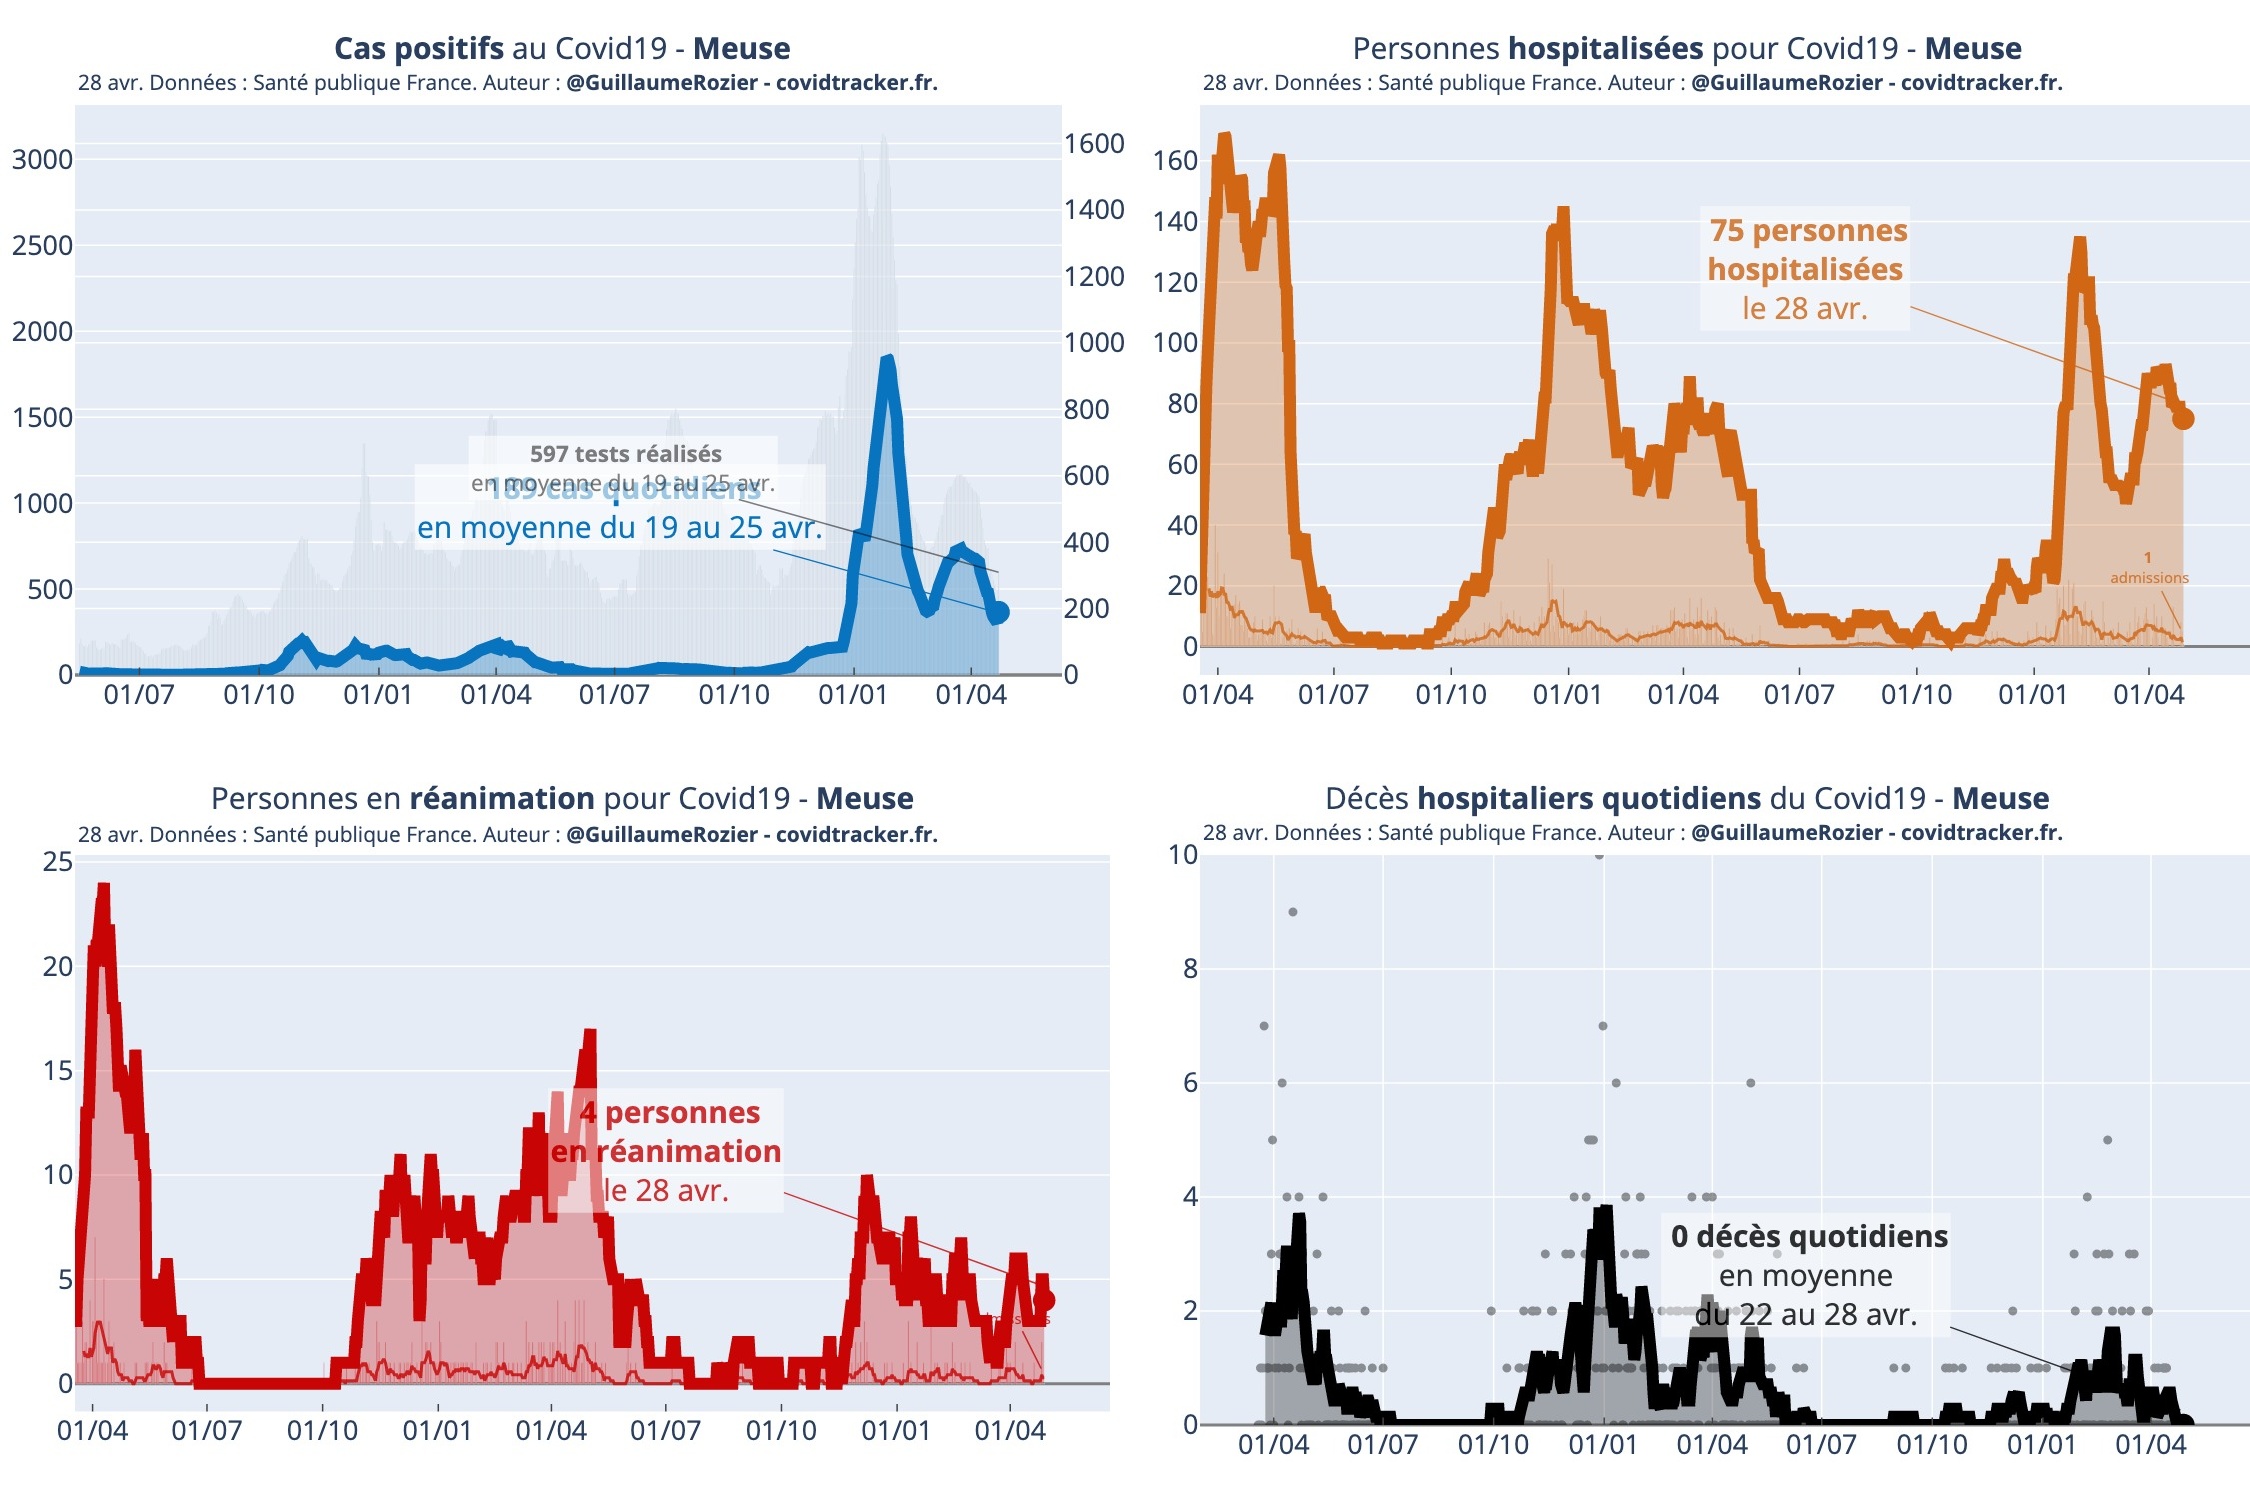 Cas positifs au Covid19 - Meuse
28 avr. Données : Santé publique France. Auteur : @GuillaumeRozier - covidtracker.fr.
3000
2500
2000
1500
1000
500
0
1600
1400
1200
1000
800
600
400
200
0
597 tests réalisés
en moyenne du 19 au 25 avr.
189 cas quotidiens
en moyenne du 19 au 25 avr.
01/07 01/10 01/01 01/04 01/07 01/10 01/01 01/04
Personnes hospitalisées pour Covid19 - Meuse
28 avr. Données : Santé publique France. Auteur : @GuillaumeRozier - covidtracker.fr.
160
140
120
100
80
60
40
20
0
75 personnes
hospitalisées
le 28 avr.
1
admissions
01/04 01/07 01/10 01/01 01/04 01/07 01/10 01/01 01/04
Personnes en réanimation pour Covid19 - Meuse
28 avr. Données : Santé publique France. Auteur : @GuillaumeRozier - covidtracker.fr.
25
20
15
10
5
0
4 personnes
en réanimation
le 28 avr.
01/04 01/07 01/10 01/01 01/04 01/07 01/10 01/01 01/04
Décès hospitaliers quotidiens du Covid19 - Meuse
28 avr. Données : Santé publique France. Auteur : @GuillaumeRozier - covidtracker.fr.
10
8
6
4
2
0
0 décès quotidiens
en moyenne
du 22 au 28 avr.
01/04 01/07 01/10 01/01 01/04 01/07 01/10 01/01 01/04